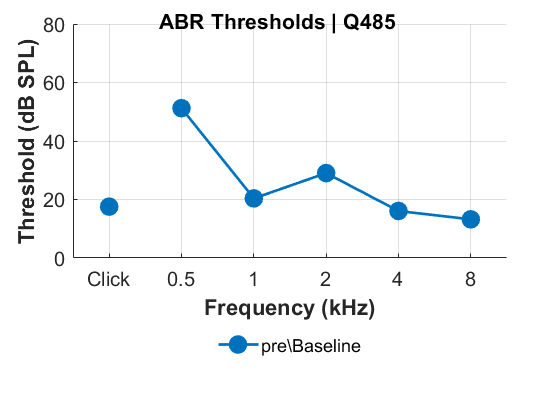 ABR Thresholds | Q485
Threshold (dB SPL)
80
60
40
20
0
Click 0.5 1 2 4 8
Frequency (kHz)
pre\Baseline